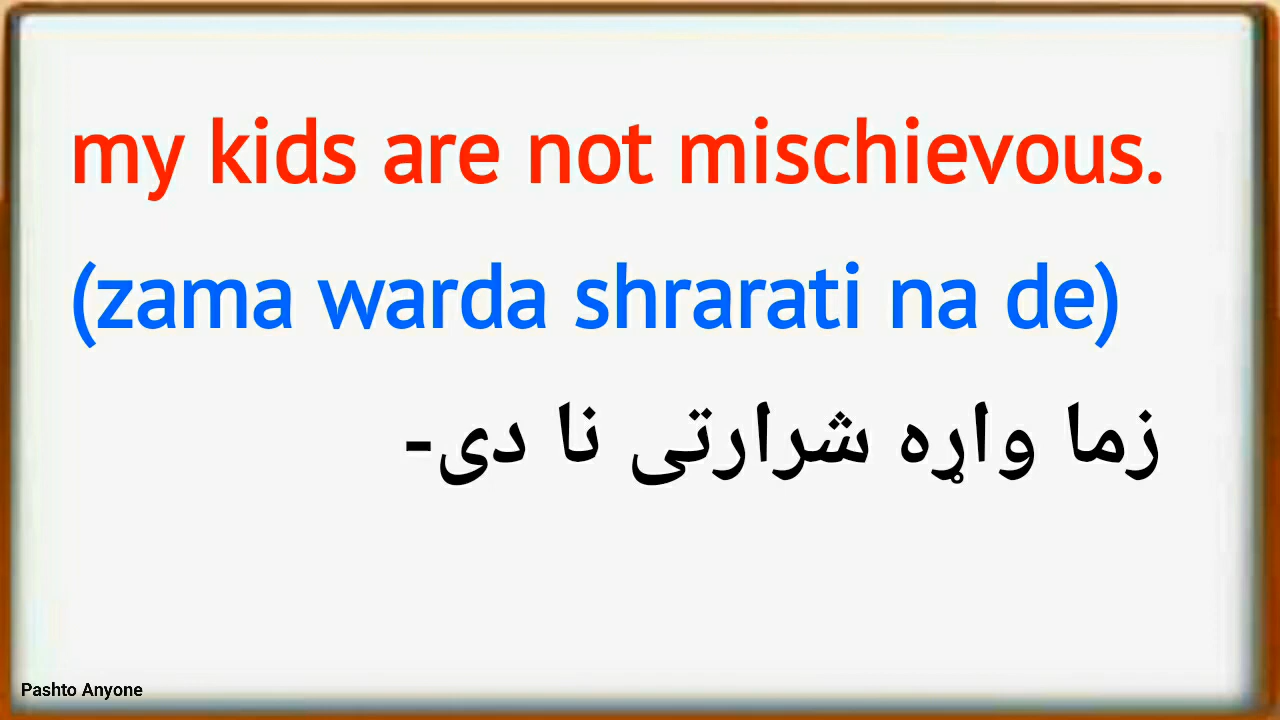 my kids are not mischievous.
(zama warda shrarati na de)
زما واړه شرارتی نا دی-
Pashto Anyone